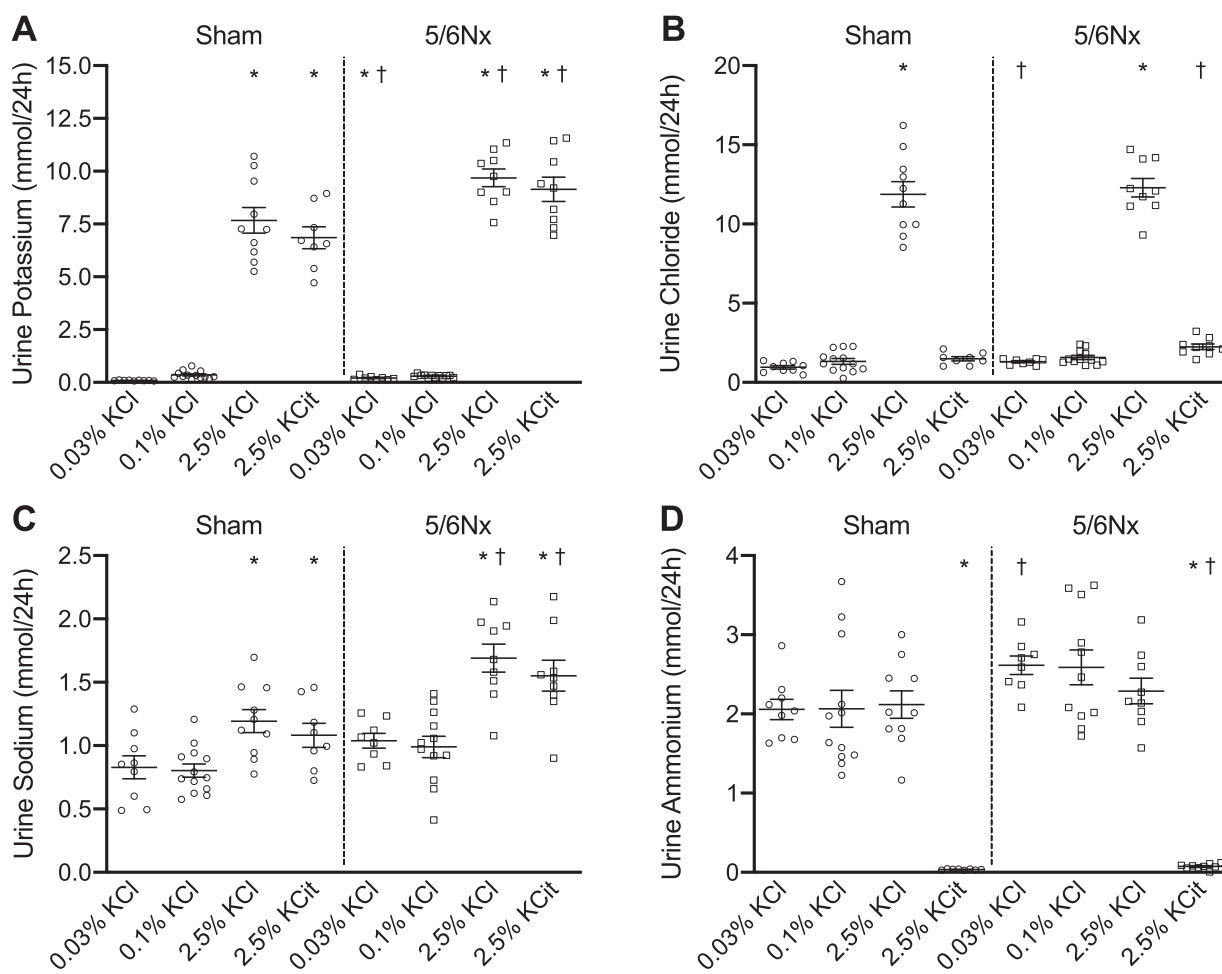 A
Sham 5/6Nx
Urine Potassium (mmol/24h)
15.0
12.5
10.0
7.5
5.0
2.5
0.0
* * * † * † * †
0.03% KCl 0.1% KCl 2.5% KCl 2.5% KCit 0.03% KCl 0.1% KCl 2.5% KCl 2.5% KCit
B
Sham 5/6Nx
Urine Chloride (mmol/24h)
20
15
10
5
0
* † * †
0.03% KCl 0.1% KCl 2.5% KCl 2.5% KCit 0.03% KCl 0.1% KCl 2.5% KCl 2.5% KCit
C
Sham 5/6Nx
Urine Sodium (mmol/24h)
2.5
2.0
1.5
1.0
0.5
0.0
* * * † * †
0.03% KCl 0.1% KCl 2.5% KCl 2.5% KCit 0.03% KCl 0.1% KCl 2.5% KCl 2.5% KCit
D
Sham 5/6Nx
Urine Ammonium (mmol/24h)
4
3
2
1
0
* † * †
0.03% KCl 0.1% KCl 2.5% KCl 2.5% KCit 0.03% KCl 0.1% KCl 2.5% KCl 2.5% KCit